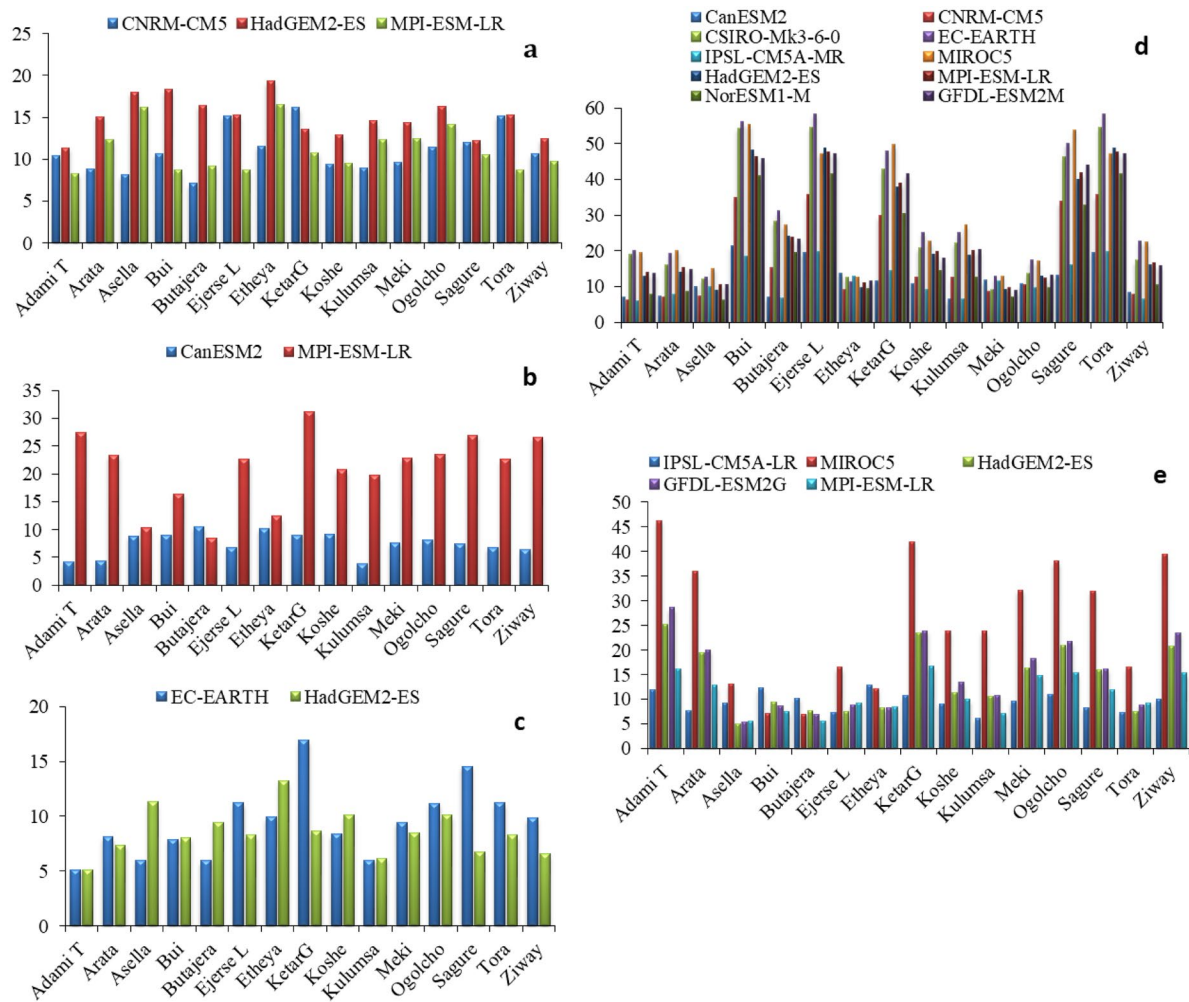 CNRM-CM5 HadGEM2-ES MPI-ESM-LR
a
25
20
15
10
5
0
Adami T Arata Asella Bui Butajera Ejerse L Etheya KetarG Koshe Kulumsa Meki Ogolcho Sagure Tora Ziway
CanESM2 MPI-ESM-LR
b
35
30
25
20
15
10
5
0
Adami T Arata Asella Bui Butajera Ejerse L Etheya KetarG Koshe Kulumsa Meki Ogolcho Sagure Tora Ziway
EC-EARTH HadGEM2-ES
c
20
15
10
5
0
Adami T Arata Asella Bui Butajera Ejerse L Etheya KetarG Koshe Kulumsa Meki Ogolcho Sagure Tora Ziway
CanESM2 CNRM-CM5
CSIRO-Mk3-6-0 EC-EARTH
IPSL-CM5A-MR MIROC5
HadGEM2-ES MPI-ESM-LR
NorESM1-M GFDL-ESM2M
d
60
50
40
30
20
10
0
Adami T Arata Asella Bui Butajera Ejerse L Etheya KetarG Koshe Kulumsa Meki Ogolcho Sagure Tora Ziway
IPSL-CM5A-LR MIROC5 HadGEM2-ES
GFDL-ESM2G MPI-ESM-LR
e
50
45
40
35
30
25
20
15
10
5
0
Adami T Arata Asella Bui Butajera Ejerse L Etheya KetarG Koshe Kulumsa Meki Ogolcho Sagure Tora Ziway